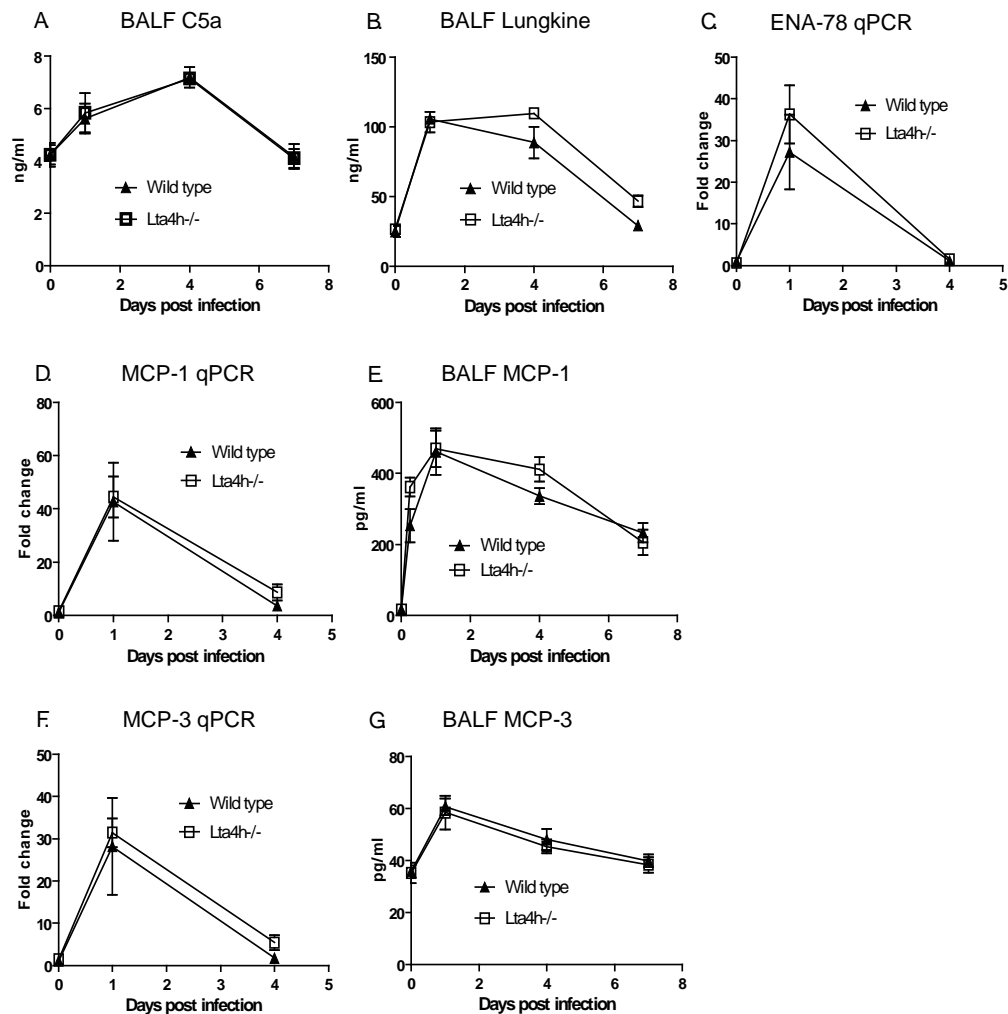 A. BALF C5a
ng/ml
8
6
4
2
0
Wild type
Lta4h-/-
0 2 4 6 8
Days post infection
B. BALF Lungkine
ng/ml
150
100
50
0
Wild type
Lta4h-/-
0 2 4 6 8
Days post infection
C. ENA-78 qPCR
Fold change
50
40
30
20
10
0
Wild type
Lta4h-/-
0 1 2 3 4 5
Days post infection
D. MCP-1 qPCR
Fold change
80
60
40
20
0
Wild type
Lta4h-/-
0 1 2 3 4 5
Days post infection
E. BALF MCP-1
pg/ml
600
400
200
0
Wild type
Lta4h-/-
0 2 4 6 8
Days post infection
F. MCP-3 qPCR
Fold change
50
40
30
20
10
0
Wild type
Lta4h-/-
0 1 2 3 4 5
Days post infection
G. BALF MCP-3
pg/ml
80
60
40
20
0
Wild type
Lta4h-/-
0 2 4 6 8
Days post infection